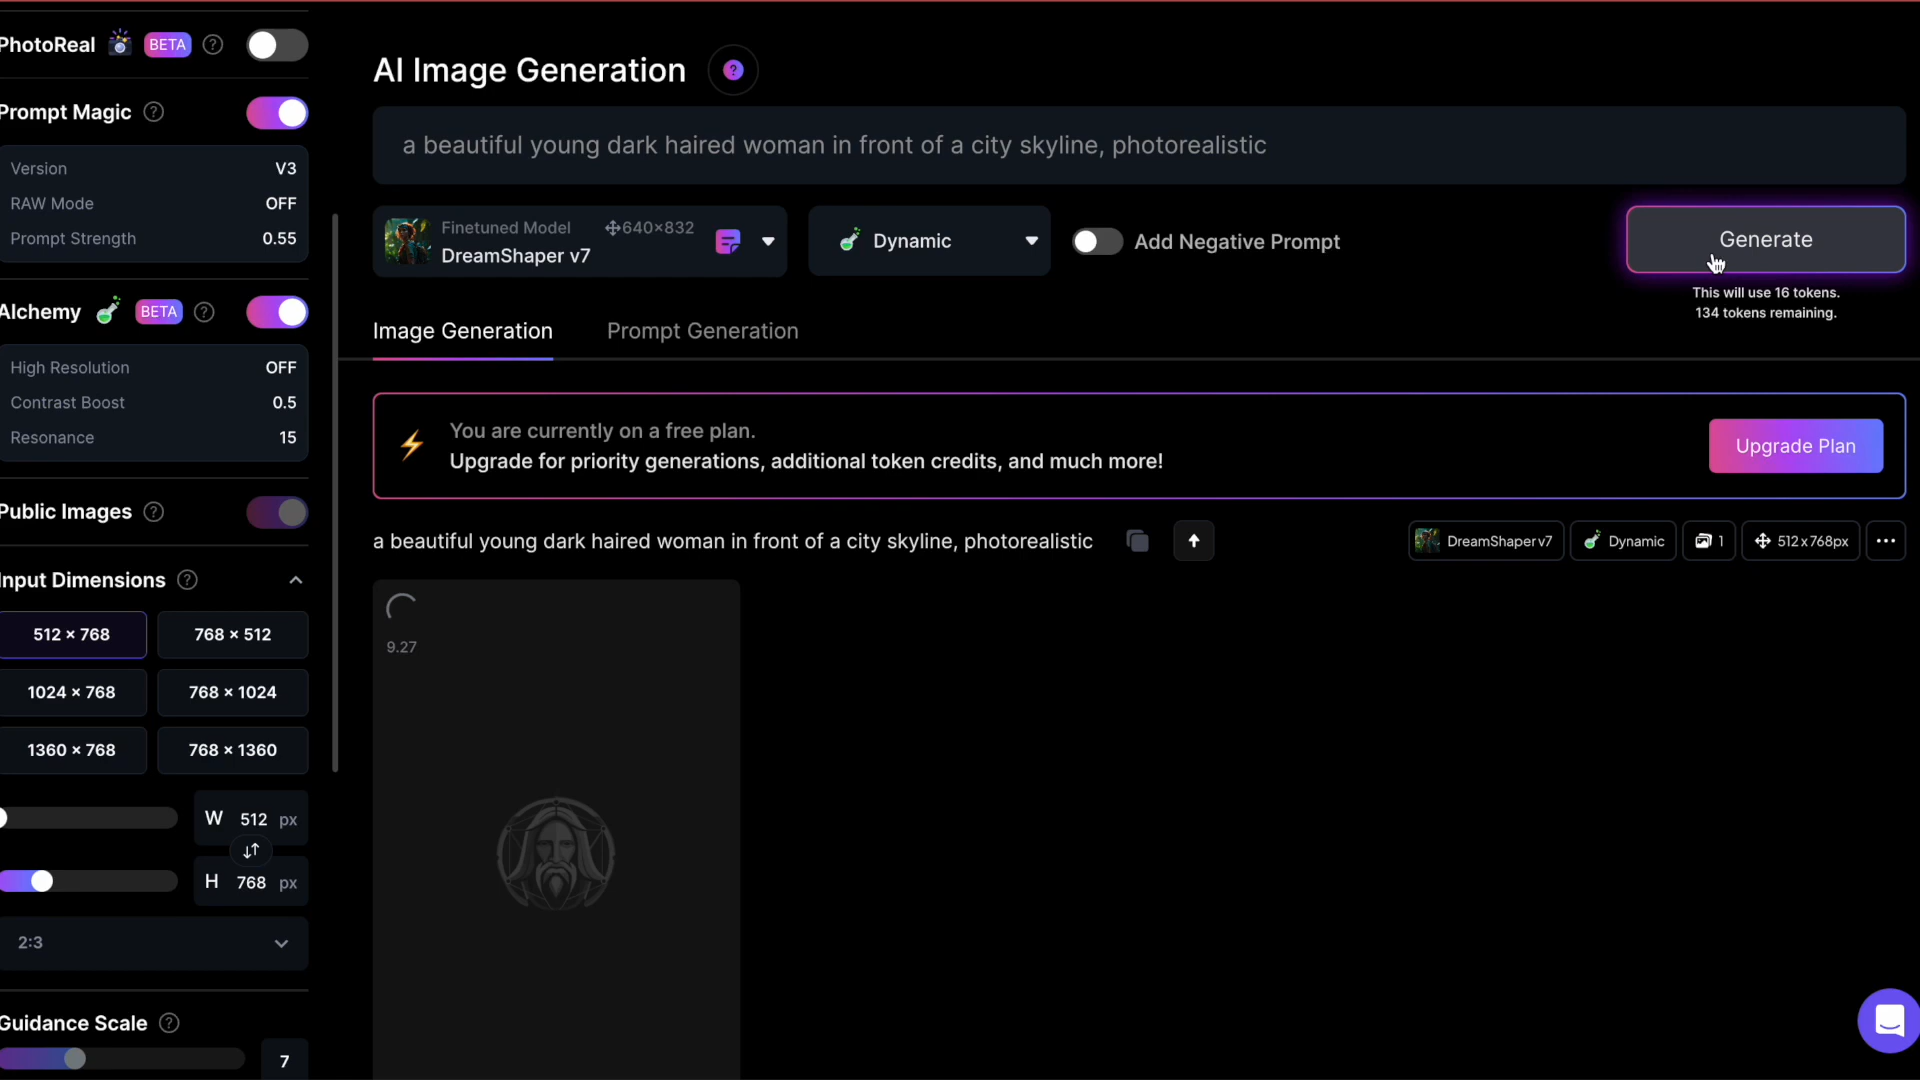 PhotoReal BETA ?
Prompt Magic ?
Version V3
RAW Mode OFF
Prompt Strength 0.55
Alchemy BETA ?
High Resolution OFF
Contrast Boost 0.5
Resonance 15
Public Images ?
Input Dimensions ?
512 × 768
768 × 512
1024 × 768
768 × 1024
1360 × 768
768 × 1360
W 512 px
H 768 px
2:3
Guidance Scale ?
7
AI Image Generation ?
a beautiful young dark haired woman in front of a city skyline, photorealistic
Finetuned Model 640×832
DreamShaper v7
Dynamic
Add Negative Prompt
Generate
This will use 16 tokens.
134 tokens remaining.
Image Generation
Prompt Generation
You are currently on a free plan.
Upgrade for priority generations, additional token credits, and much more!
Upgrade Plan
a beautiful young dark haired woman in front of a city skyline, photorealistic
DreamShaper v7
Dynamic
1
512 x 768px
9.27